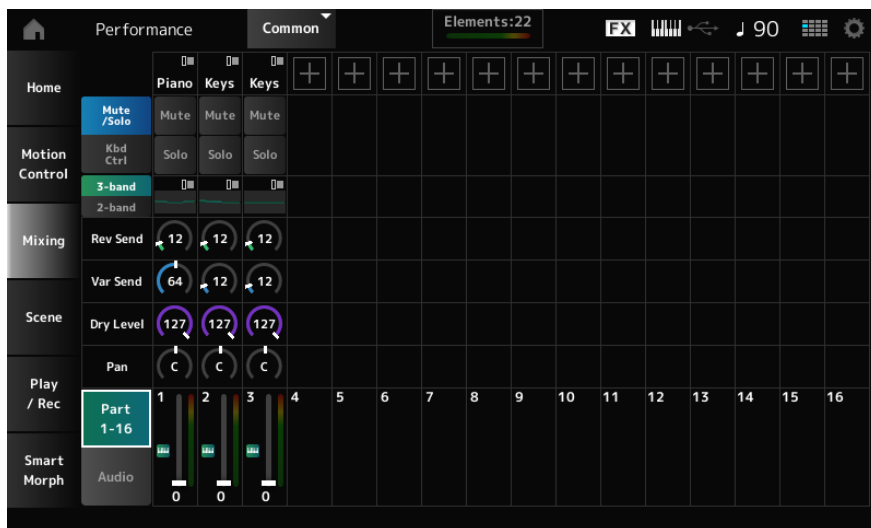 Performance
Common
Elements:22
FX
90
Home
Motion
Control
Mixing
Scene
Play
/ Rec
Smart
Morph
Piano Keys Keys
Mute
/Solo
Mute Mute Mute
Kbd
Ctrl
Solo Solo Solo
3-band
2-band
Rev Send 12 12 12
Var Send 64 12 12
Dry Level 127 127 127
Pan C C C
Part
1-16
1 2 3 4 5 6 7 8 9 10 11 12 13 14 15 16
Audio
0 0 0